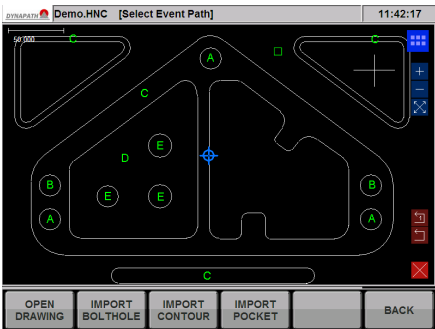 DYNAPATH Demo.HNC [Select Event Path] 11:42:17
50.000
C C
A
C
E
D
B E E B
A A
C
OPEN DRAWING IMPORT BOLTHOLE IMPORT CONTOUR IMPORT POCKET BACK